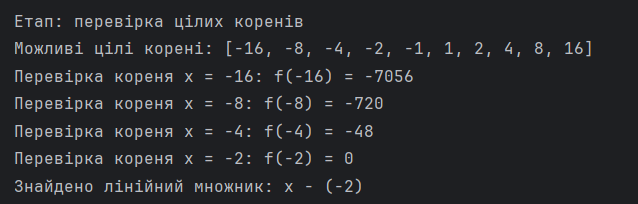 Етап: перевірка цілих коренів
Можливі цілі корені: [-16, -8, -4, -2, -1, 1, 2, 4, 8, 16]
Перевірка кореня x = -16: f(-16) = -7056
Перевірка кореня x = -8: f(-8) = -720
Перевірка кореня x = -4: f(-4) = -48
Перевірка кореня x = -2: f(-2) = 0
Знайдено лінійний множник: x - (-2)